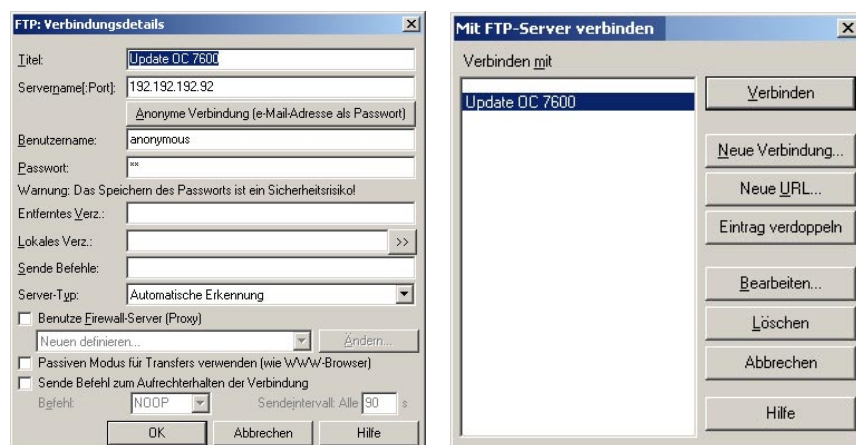 FTP: Verbindungsdetails
Titel: Update OC 7600
Servername[:Port]: 192.192.192.92
Anonyme Verbindung (e-Mail-Adresse als Passwort)
Benutzername: anonymous
Passwort: **
Warnung: Das Speichern des Passworts ist ein Sicherheitsrisiko!
Entferntes Verz.:
Lokales Verz.: >>
Sende Befehle:
Server-Typ: Automatische Erkennung
Benutze Firewall-Server (Proxy)
Neuen definieren... Ändern...
Passiven Modus für Transfers verwenden (wie WWW-Browser)
Sende Befehl zum Aufrechterhalten der Verbindung
Befehl: NOOP Sendeintervall: Alle 90 s
OK Abbrechen Hilfe
Mit FTP-Server verbinden
Verbinden mit
Update OC 7600
Verbinden
Neue Verbindung...
Neue URL...
Eintrag verdoppeln
Bearbeiten...
Löschen
Abbrechen
Hilfe